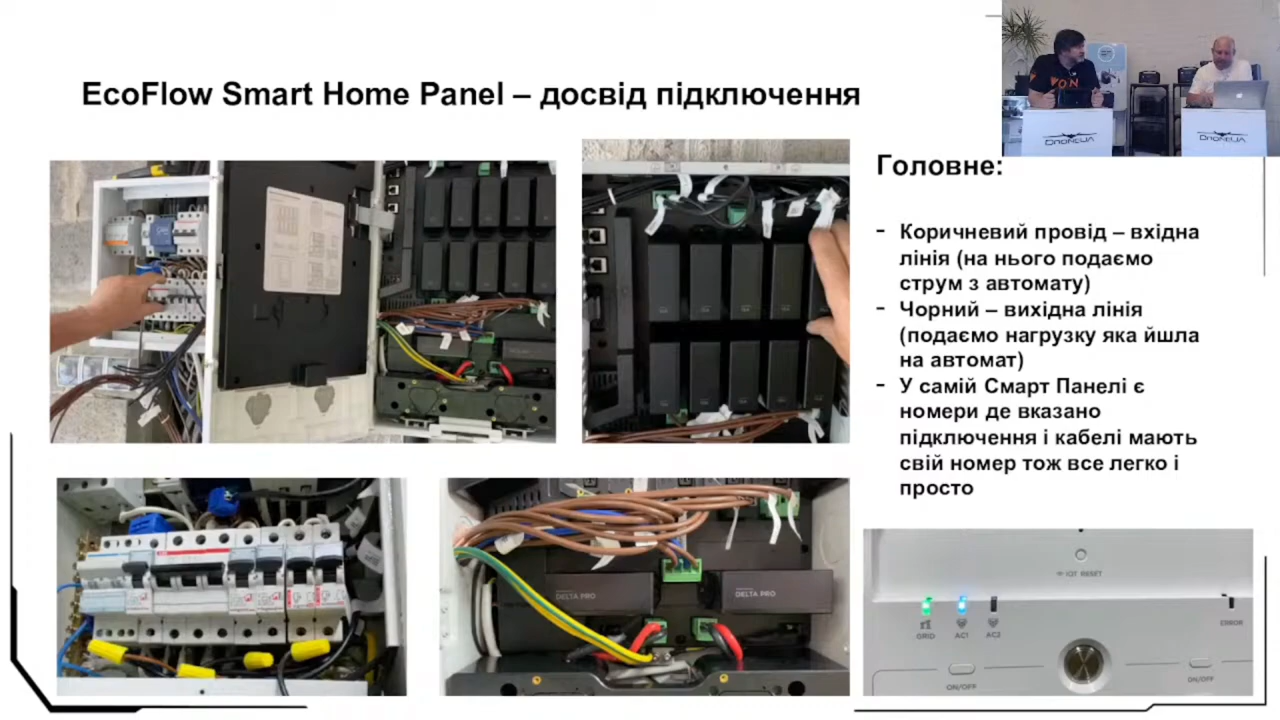 EcoFlow Smart Home Panel – досвід підключення
DRONEUA
DRONEUA
Головне:
- Коричневий провід – вхідна
лінія (на нього подаємо
струм з автомату)
- Чорний – вихідна лінія
(подаємо нагрузку яка йшла
на автомат)
- У самій Смарт Панелі є
номери де вказано
підключення і кабелі мають
свій номер тож все легко і
просто
DELTA PRO
DELTA PRO
IOT RESET
GRID
AC1
AC2
ERROR
ON/OFF
ON/OFF